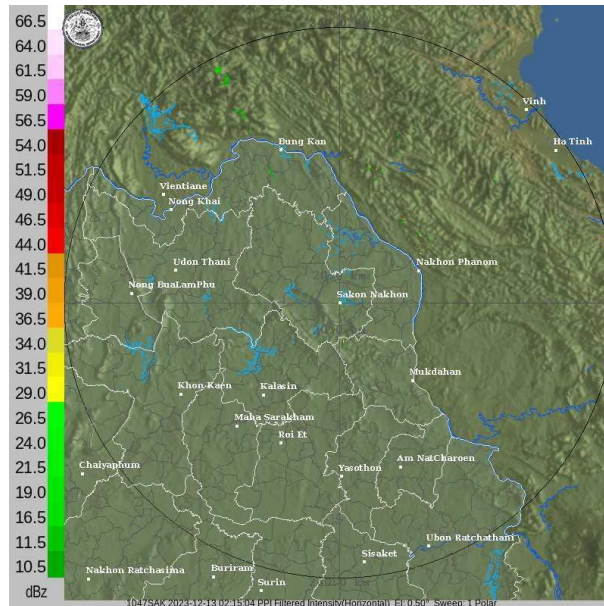 66.5
64.0
61.5
59.0
56.5
54.0
51.5
49.0
46.5
44.0
41.5
39.0
36.5
34.0
31.5
29.0
26.5
24.0
21.5
19.0
16.5
14.0
11.5
10.5
dBz
Vinh
Ha Tinh
Bung Kan
Vientiane
Nong Khai
Udon Thani
Nakhon Phanom
Nong BuaLamPhu
Sakon Nakhon
Mukdahan
Khon Kaen
Kalasin
Maha Sarakham
Roi Et
Chaiyaphum
Yasothon
Am NatCharoen
Ubon Ratchathani
Sisaket
Nakhon Ratchasima
Buriram
Surin
1047SAK 2023-12-13 02:15:04 PPI Filtered Intensity(Horizontal) El: 0.50° Sweep: 1 Polar